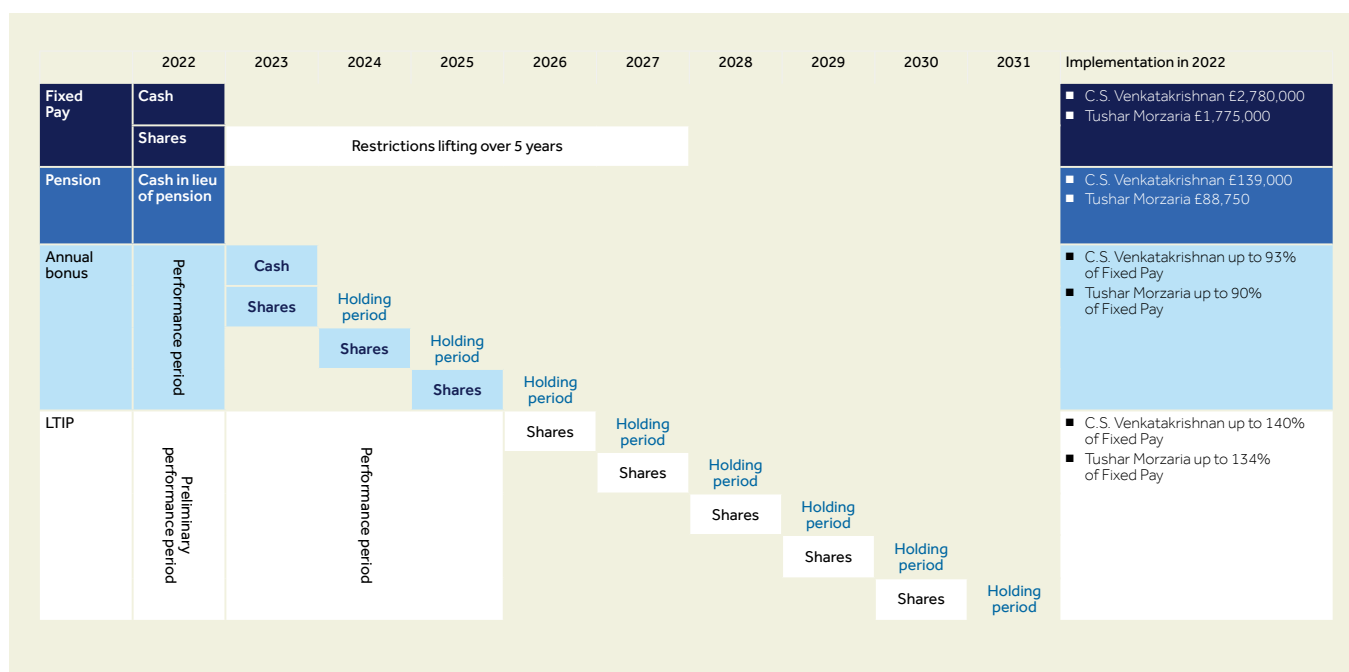 2022 2023 2024 2025 2026 2027 2028 2029 2030 2031 Implementation in 2022
Fixed
Pay
Cash
Shares
Restrictions lifting over 5 years
■ C.S. Venkatakrishnan £2,780,000
■ Tushar Morzaria £1,775,000
Pension
Cash in lieu
of pension
■ C.S. Venkatakrishnan £139,000
■ Tushar Morzaria £88,750
Annual
bonus
Performance period
Cash
Shares
Holding
period
Shares
Holding
period
Shares
Holding
period
■ C.S. Venkatakrishnan up to 93%
of Fixed Pay
■ Tushar Morzaria up to 90%
of Fixed Pay
LTIP
Preliminary
performance period
Performance period
Shares
Holding
period
Shares
Holding
period
Shares
Holding
period
Shares
Holding
period
Shares
Holding
period
■ C.S. Venkatakrishnan up to 140%
of Fixed Pay
■ Tushar Morzaria up to 134%
of Fixed Pay